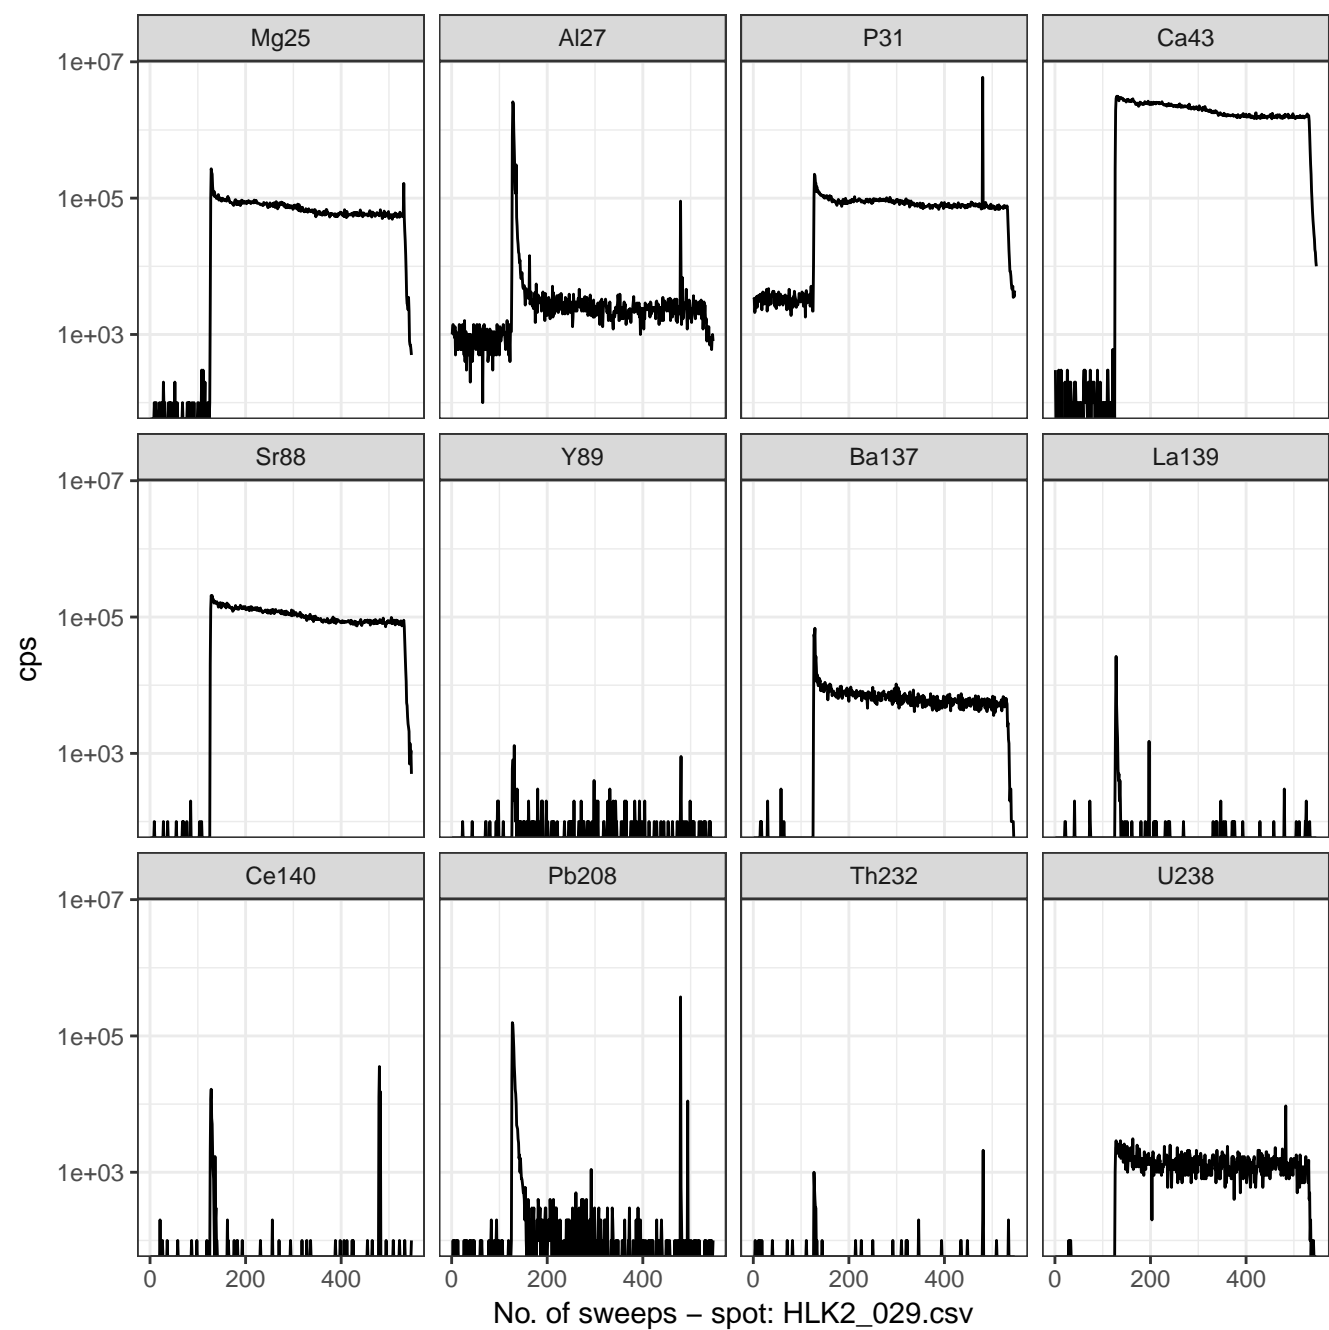 Mg25 Al27 P31 Ca43
1e+07
1e+05
1e+03
Sr88 Y89 Ba137 La139
1e+07
1e+05
1e+03
cps
Ce140 Pb208 Th232 U238
1e+07
1e+05
1e+03
0 200 400 0 200 400 0 200 400 0 200 400
No. of sweeps − spot: HLK2_029.csv